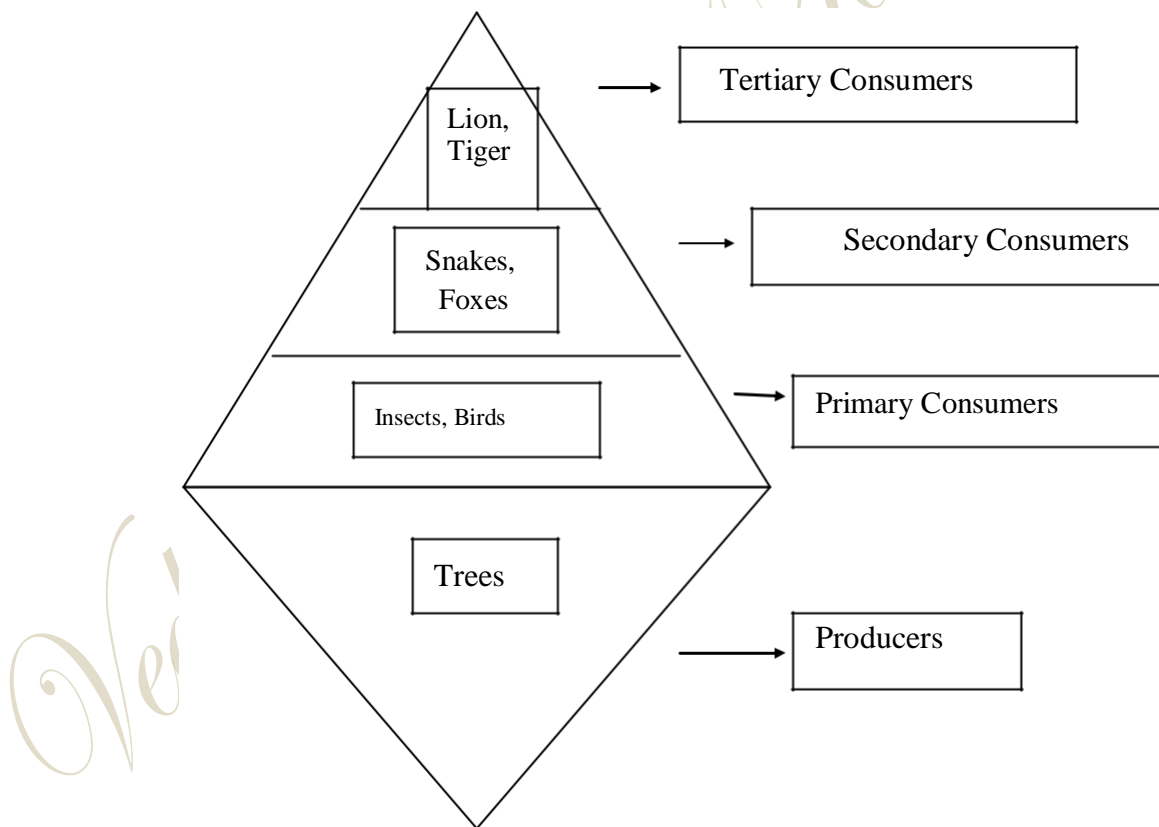 Tertiary Consumers
Lion,
Tiger
Secondary Consumers
Snakes,
Foxes
Primary Consumers
Insects, Birds
Trees
Producers